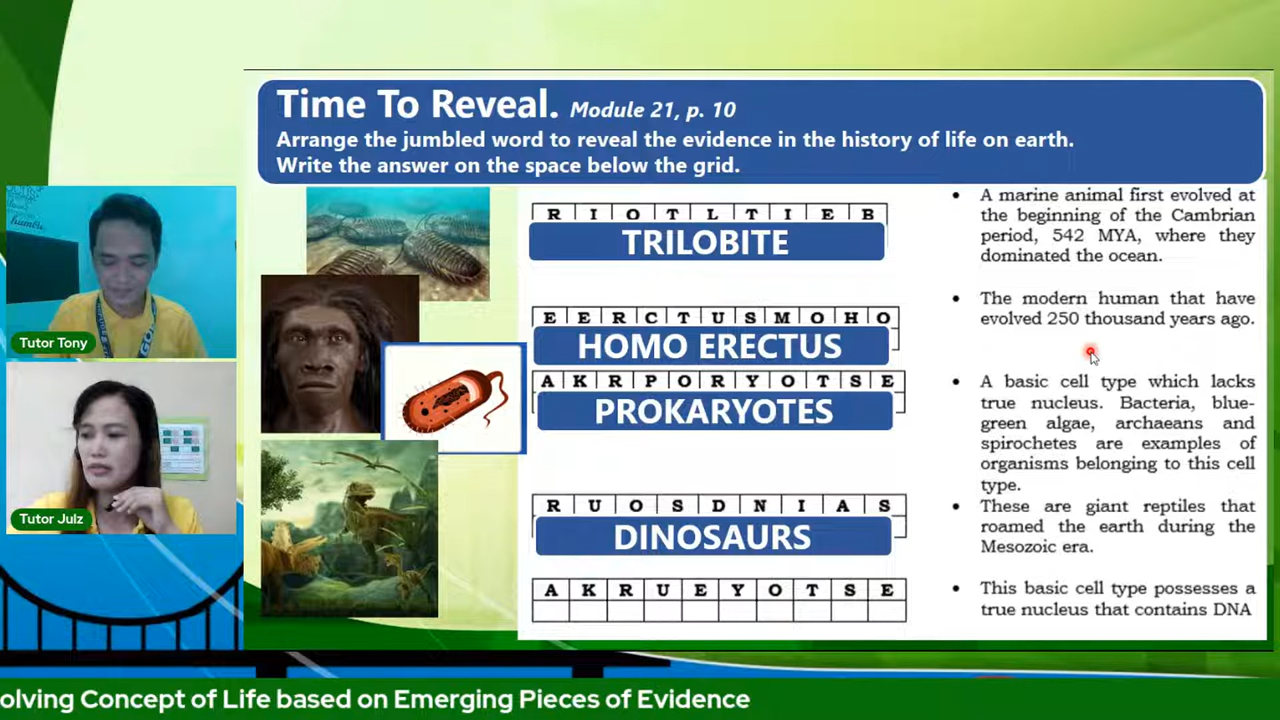 Time To Reveal. Module 21, p. 10
Arrange the jumbled word to reveal the evidence in the history of life on earth.
Write the answer on the space below the grid.
humbu
Tutor Tony
Tutor Julz
R I O T L T I E B
TRILOBITE
E E R C T U S M O H O
HOMO ERECTUS
A K R P O R Y O T S E
PROKARYOTES
R U O S D N I A S
DINOSAURS
A K R U E Y O T S E
• A marine animal first evolved at
the beginning of the Cambrian
period, 542 MYA, where they
dominated the ocean.
• The modern human that have
evolved 250 thousand years ago.
• A basic cell type which lacks
true nucleus. Bacteria, blue-
green algae, archaeans and
spirochetes are examples of
organisms belonging to this cell
type.
• These are giant reptiles that
roamed the earth during the
Mesozoic era.
• This basic cell type possesses a
true nucleus that contains DNA
olving Concept of Life based on Emerging Pieces of Evidence